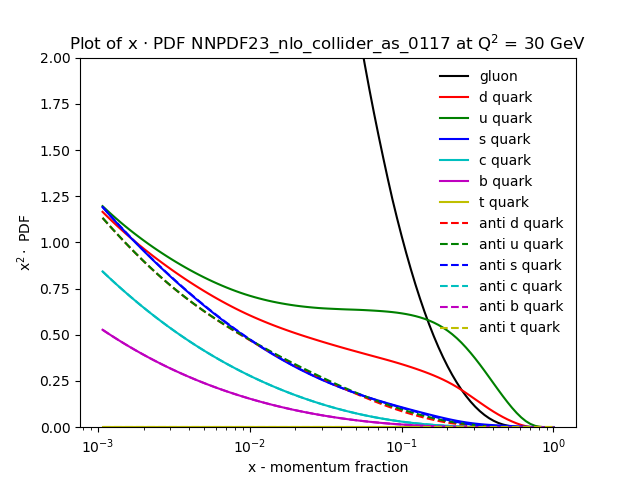 Plot of x · PDF NNPDF23_nlo_collider_as_0117 at Q² = 30 GeV
2.00
1.75
1.50
1.25
1.00
0.75
0.50
0.25
0.00
x²· PDF
gluon
d quark
u quark
s quark
c quark
b quark
t quark
anti d quark
anti u quark
anti s quark
anti c quark
anti b quark
anti t quark
10⁻³ 10⁻² 10⁻¹ 10⁰
x - momentum fraction